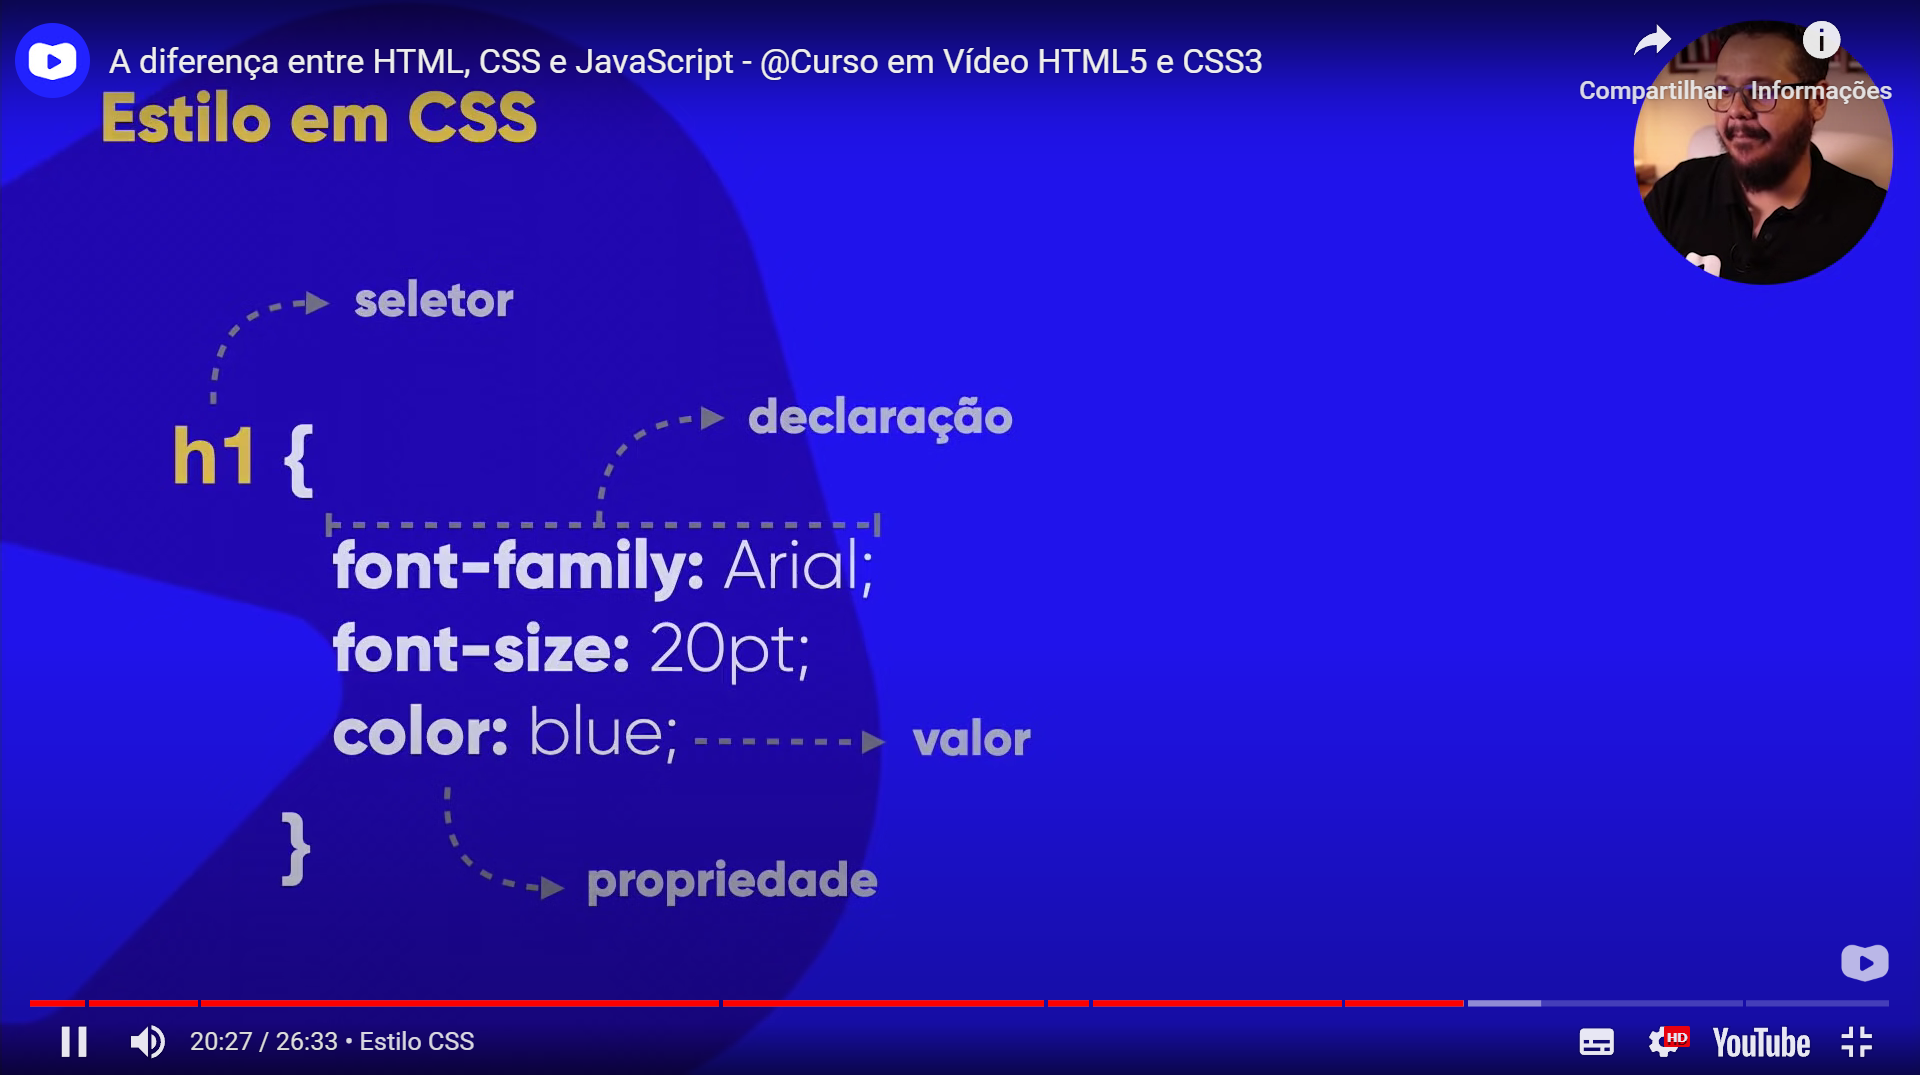 A diferença entre HTML, CSS e JavaScript - @Curso em Vídeo HTML5 e CSS3
Compartilhar
Informações
Estilo em CSS
seletor
declaração
h1 {
font-family: Arial;
font-size: 20pt;
color: blue;
valor
}
propriedade
20:27 / 26:33 • Estilo CSS
HD
YouTube